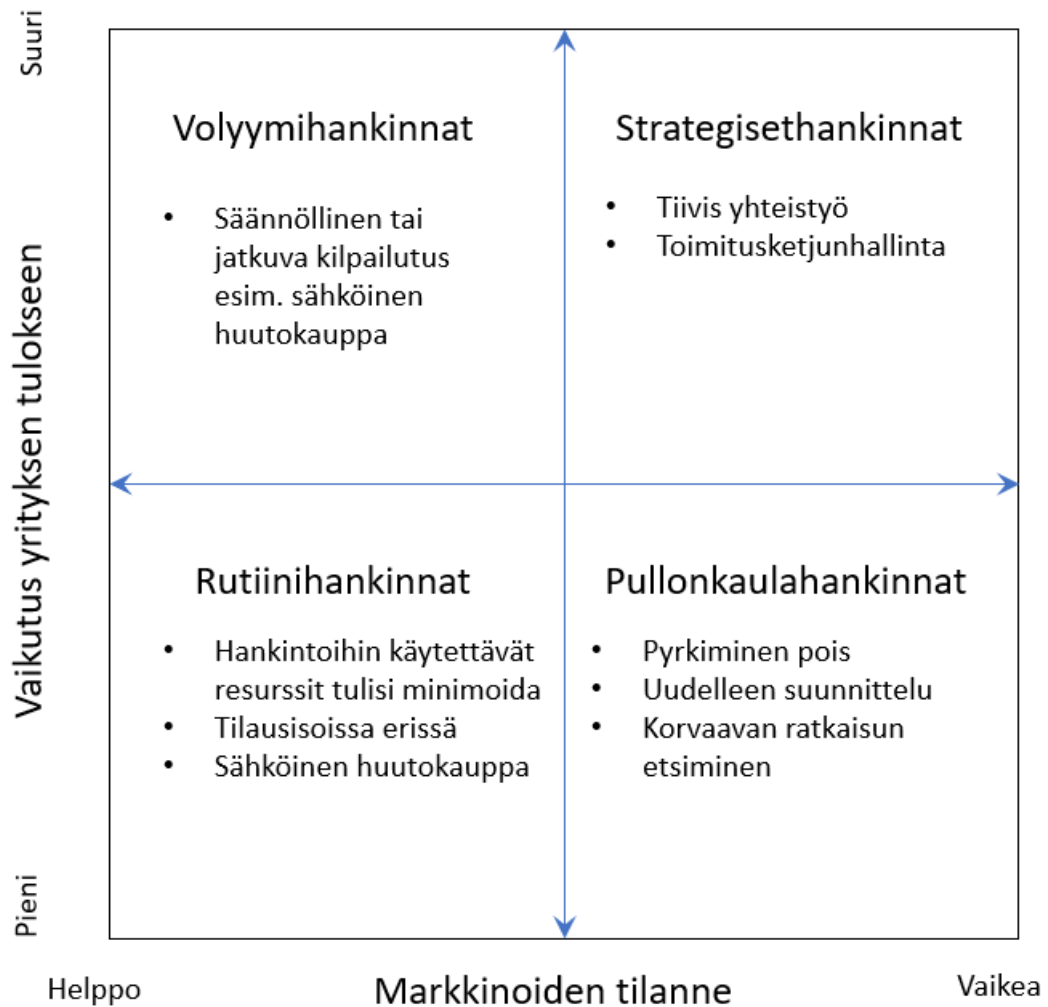 Suuri
Vaikutus yrityksen tulokseen
Pieni
Volyymihankinnat
• Säännöllinen tai
jatkuva kilpailutus
esim. sähköinen
huutokauppa
Strategisethankinnat
• Tiivis yhteistyö
• Toimitusketjunhallinta
Rutiinihankinnat
• Hankintoihin käytettävät
resurssit tulisi minimoida
• Tilausisoissa erissä
• Sähköinen huutokauppa
Pullonkaulahankinnat
• Pyrkiminen pois
• Uudelleen suunnittelu
• Korvaavan ratkaisun
etsiminen
Helppo
Markkinoiden tilanne
Vaikea